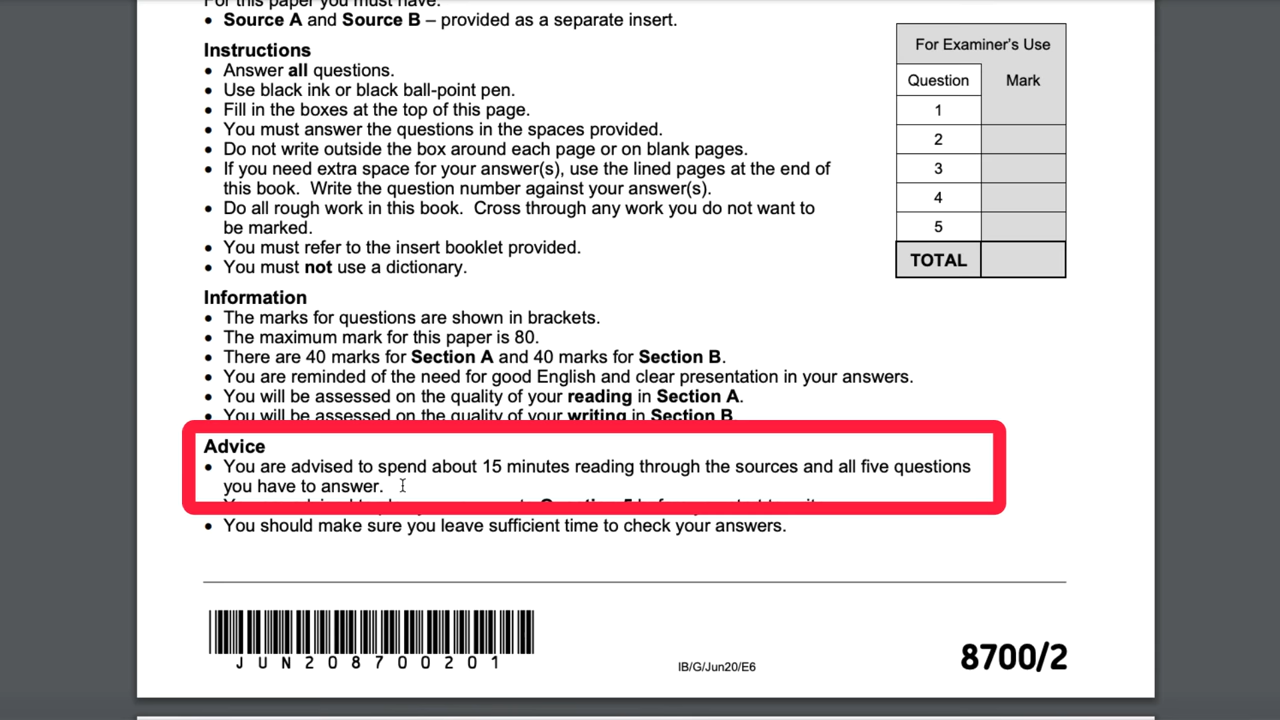 For this paper you must have:
• Source A and Source B – provided as a separate insert.
Instructions
• Answer all questions.
• Use black ink or black ball-point pen.
• Fill in the boxes at the top of this page.
• You must answer the questions in the spaces provided.
• Do not write outside the box around each page or on blank pages.
• If you need extra space for your answer(s), use the lined pages at the end of
this book. Write the question number against your answer(s).
• Do all rough work in this book. Cross through any work you do not want to
be marked.
• You must refer to the insert booklet provided.
• You must not use a dictionary.
For Examiner's Use
Question Mark
1
2
3
4
5
TOTAL
Information
• The marks for questions are shown in brackets.
• The maximum mark for this paper is 80.
• There are 40 marks for Section A and 40 marks for Section B.
• You are reminded of the need for good English and clear presentation in your answers.
• You will be assessed on the quality of your reading in Section A.
• You will be assessed on the quality of your writing in Section B
Advice
• You are advised to spend about 15 minutes reading through the sources and all five questions
you have to answer.
• You should make sure you leave sufficient time to check your answers.
JUN208700201
IB/G/Jun20/E6
8700/2